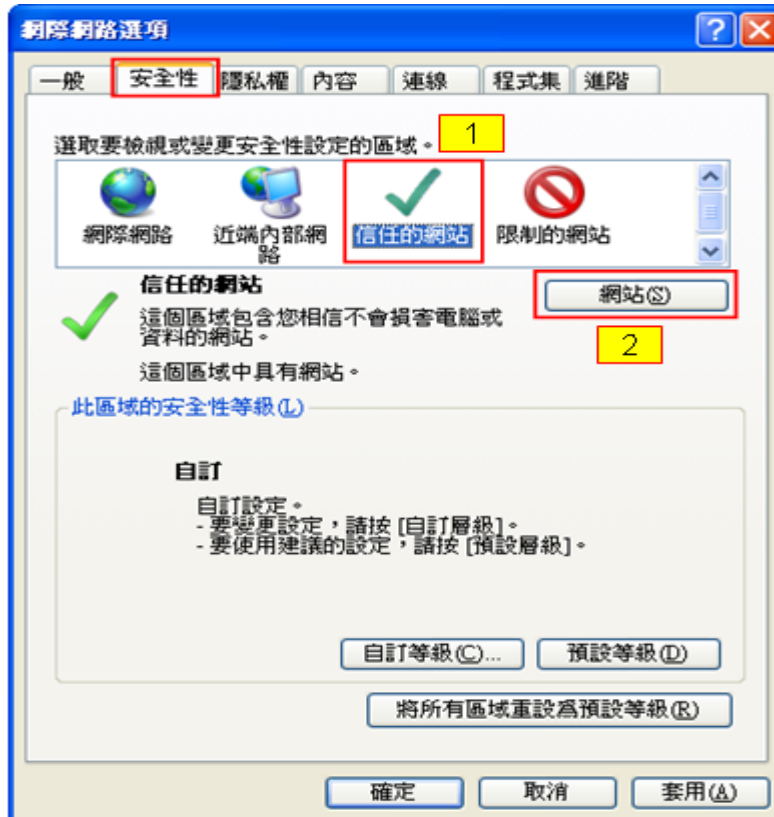 網際網路選項
一般 安全性 隱私權 內容 連線 程式集 進階
選取要檢視或變更安全性設定的區域。 1
網際網路 近端內部網路 信任的網站 限制的網站
信任的網站
網站(S)
這個區域包含您相信不會損害電腦或
資料的網站。
2
這個區域中具有網站。
此區域的安全性等級(L)
自訂
自訂設定。
- 要變更設定，請按 [自訂層級]。
- 要使用建議的設定，請按 [預設層級]。
自訂等級(C)... 預設等級(D)
將所有區域重設為預設等級(R)
確定 取消 套用(A)